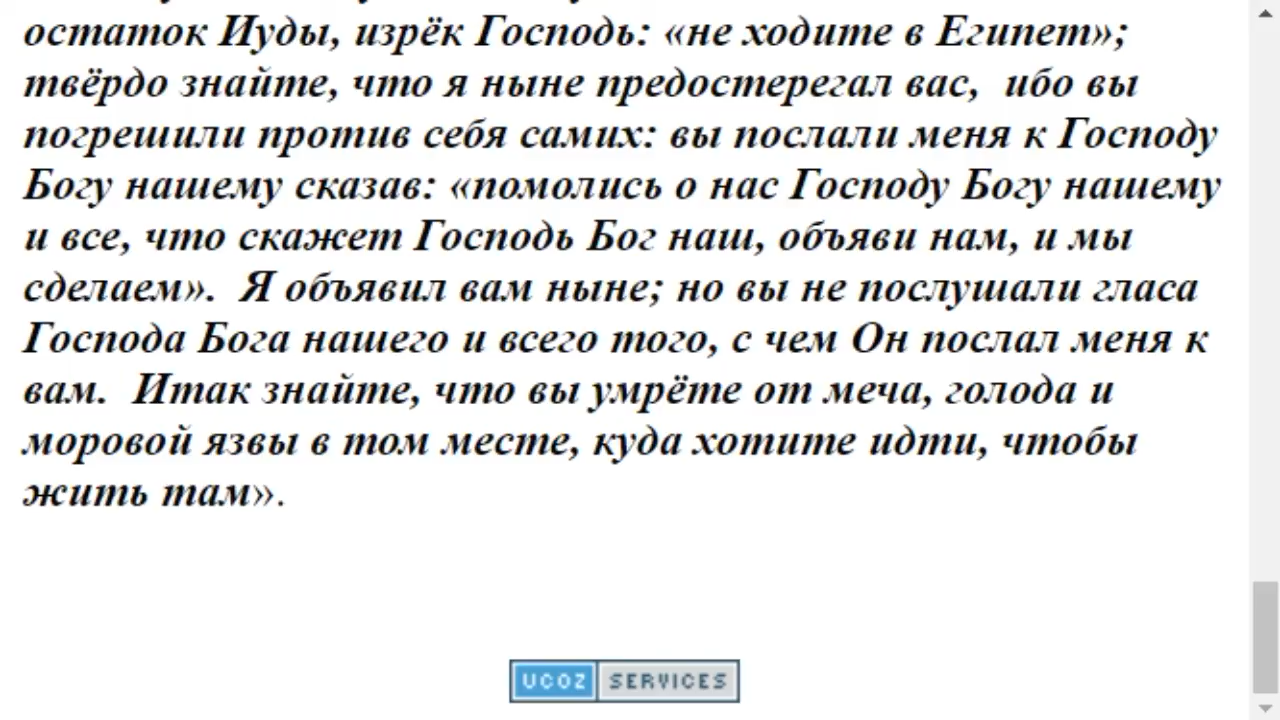 остаток Иуды, изрёк Господь: «не ходите в Египет»;
твёрдо знайте, что я ныне предостерегал вас, ибо вы
погрешили против себя самих: вы послали меня к Господу
Богу нашему сказав: «помолись о нас Господу Богу нашему
и все, что скажет Господь Бог наш, объяви нам, и мы
сделаем». Я объявил вам ныне; но вы не послушали гласа
Господа Бога нашего и всего того, с чем Он послал меня к
вам. Итак знайте, что вы умрёте от меча, голода и
моровой язвы в том месте, куда хотите идти, чтобы
жить там».
UCOZ SERVICES